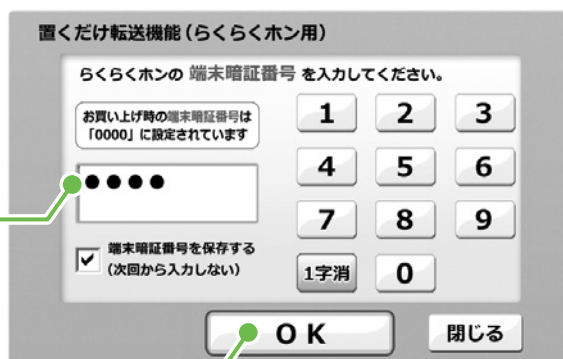 置くだけ転送機能（らくらくホン用）
らくらくホンの 端末暗証番号 を入力してください。
お買い上げ時の端末暗証番号は
「0000」に設定されています
●●●●
端末暗証番号を保存する
（次回から入力しない）
1 2 3
4 5 6
7 8 9
1字消 0
OK 閉じる